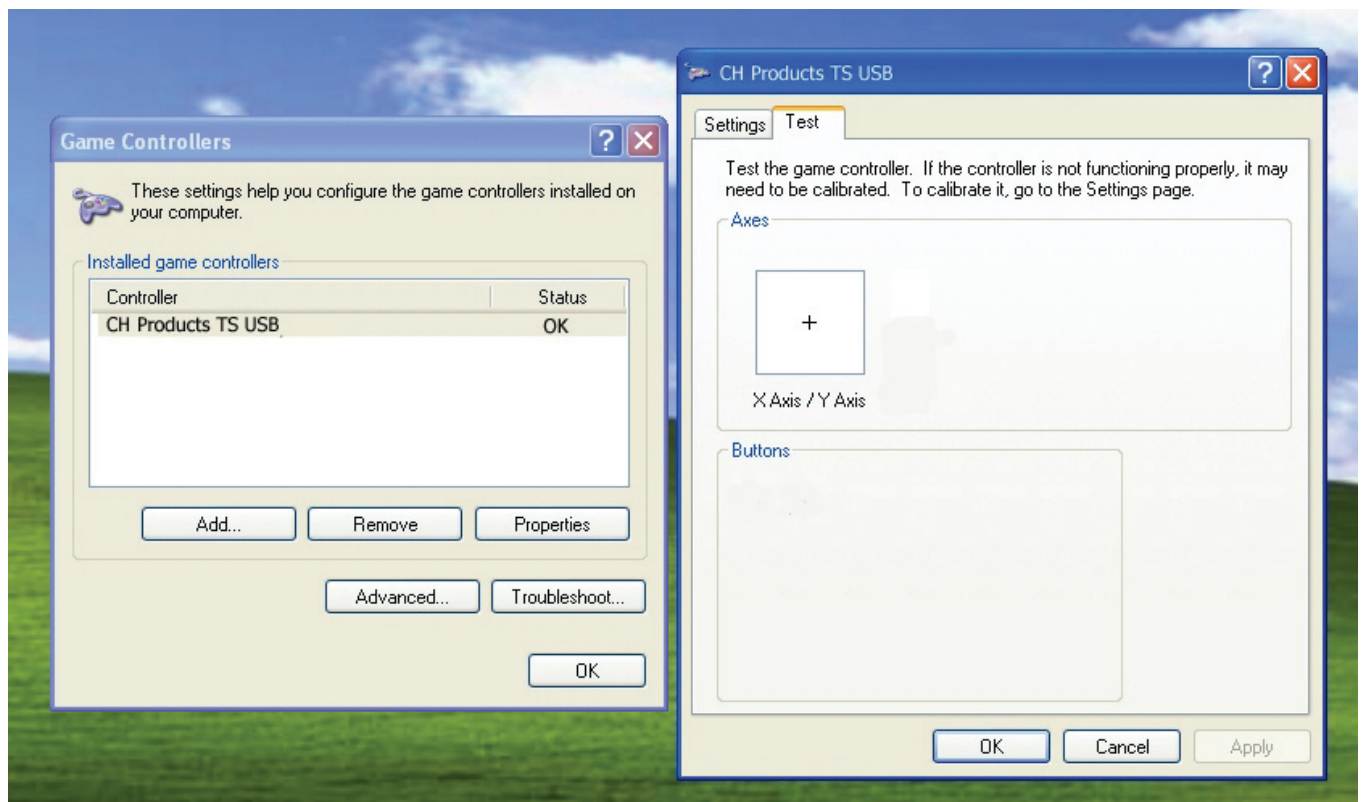 Game Controllers
These settings help you configure the game controllers installed on
your computer.
Installed game controllers
Controller Status
CH Products TS USB OK
Add... Remove Properties
Advanced... Troubleshoot...
OK
CH Products TS USB
Settings Test
Test the game controller. If the controller is not functioning properly, it may
need to be calibrated. To calibrate it, go to the Settings page.
Axes
X Axis / Y Axis
Buttons
OK Cancel Apply